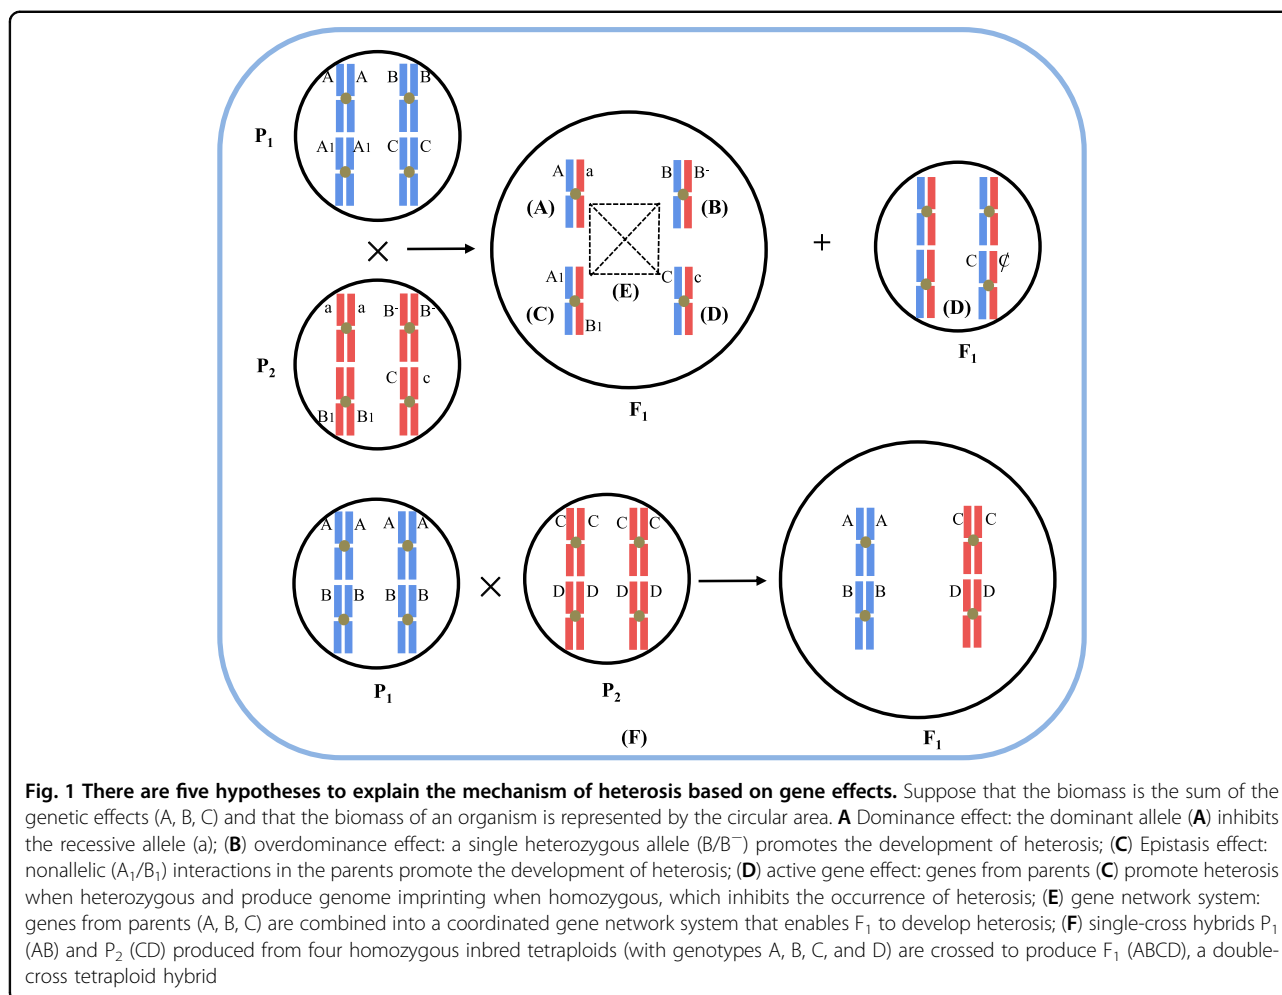 A A B B
P1
A1 A1 C C
×
a a B- B-
P2
C c
B1 B1
A a B B-
(A) (B)
(E)
A1 C c
(C) (D)
B1
F1
+
C ₵
(D)
F1
A A A A
B B B B
P1
×
C C C C
D D D D
P2
(F)
A A C C
B B D D
F1
Fig. 1 There are five hypotheses to explain the mechanism of heterosis based on gene effects. Suppose that the biomass is the sum of the
genetic effects (A, B, C) and that the biomass of an organism is represented by the circular area. A Dominance effect: the dominant allele (A) inhibits
the recessive allele (a); (B) overdominance effect: a single heterozygous allele (B/B⁻) promotes the development of heterosis; (C) Epistasis effect:
nonallelic (A₁/B₁) interactions in the parents promote the development of heterosis; (D) active gene effect: genes from parents (C) promote heterosis
when heterozygous and produce genome imprinting when homozygous, which inhibits the occurrence of heterosis; (E) gene network system:
genes from parents (A, B, C) are combined into a coordinated gene network system that enables F₁ to develop heterosis; (F) single-cross hybrids P₁
(AB) and P₂ (CD) produced from four homozygous inbred tetraploids (with genotypes A, B, C, and D) are crossed to produce F₁ (ABCD), a double-
cross tetraploid hybrid